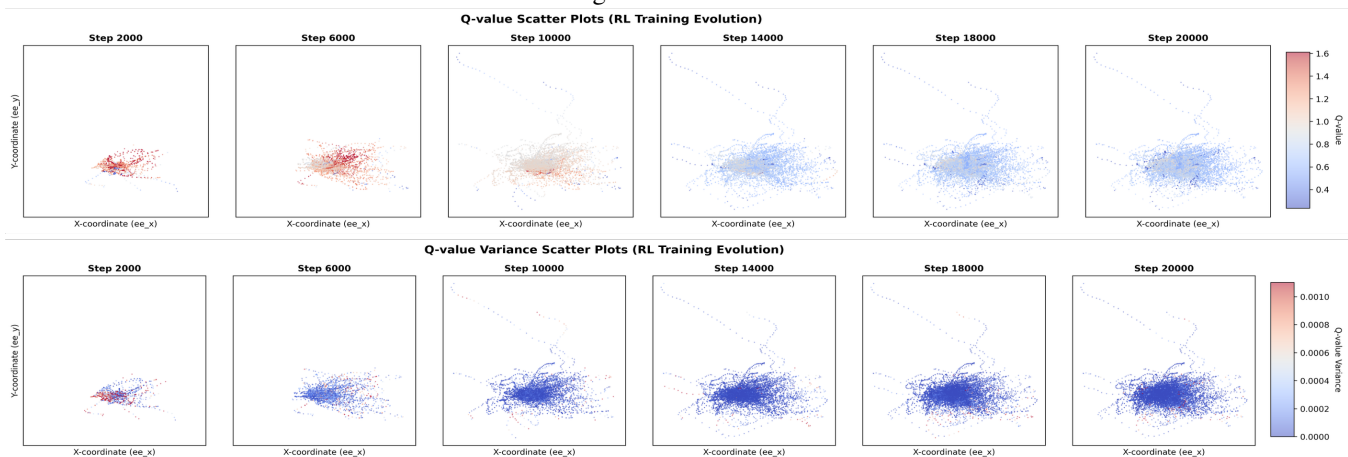 Q-value Scatter Plots (RL Training Evolution)
Step 2000 Step 6000 Step 10000 Step 14000 Step 18000 Step 20000
Y-coordinate (ee_y)
X-coordinate (ee_x) X-coordinate (ee_x) X-coordinate (ee_x) X-coordinate (ee_x) X-coordinate (ee_x) X-coordinate (ee_x)
1.6
1.4
1.2
1.0
0.8
0.6
0.4
Q-value
Q-value Variance Scatter Plots (RL Training Evolution)
Step 2000 Step 6000 Step 10000 Step 14000 Step 18000 Step 20000
Y-coordinate (ee_y)
X-coordinate (ee_x) X-coordinate (ee_x) X-coordinate (ee_x) X-coordinate (ee_x) X-coordinate (ee_x) X-coordinate (ee_x)
0.0010
0.0008
0.0006
0.0004
0.0002
0.0000
Q-value Variance